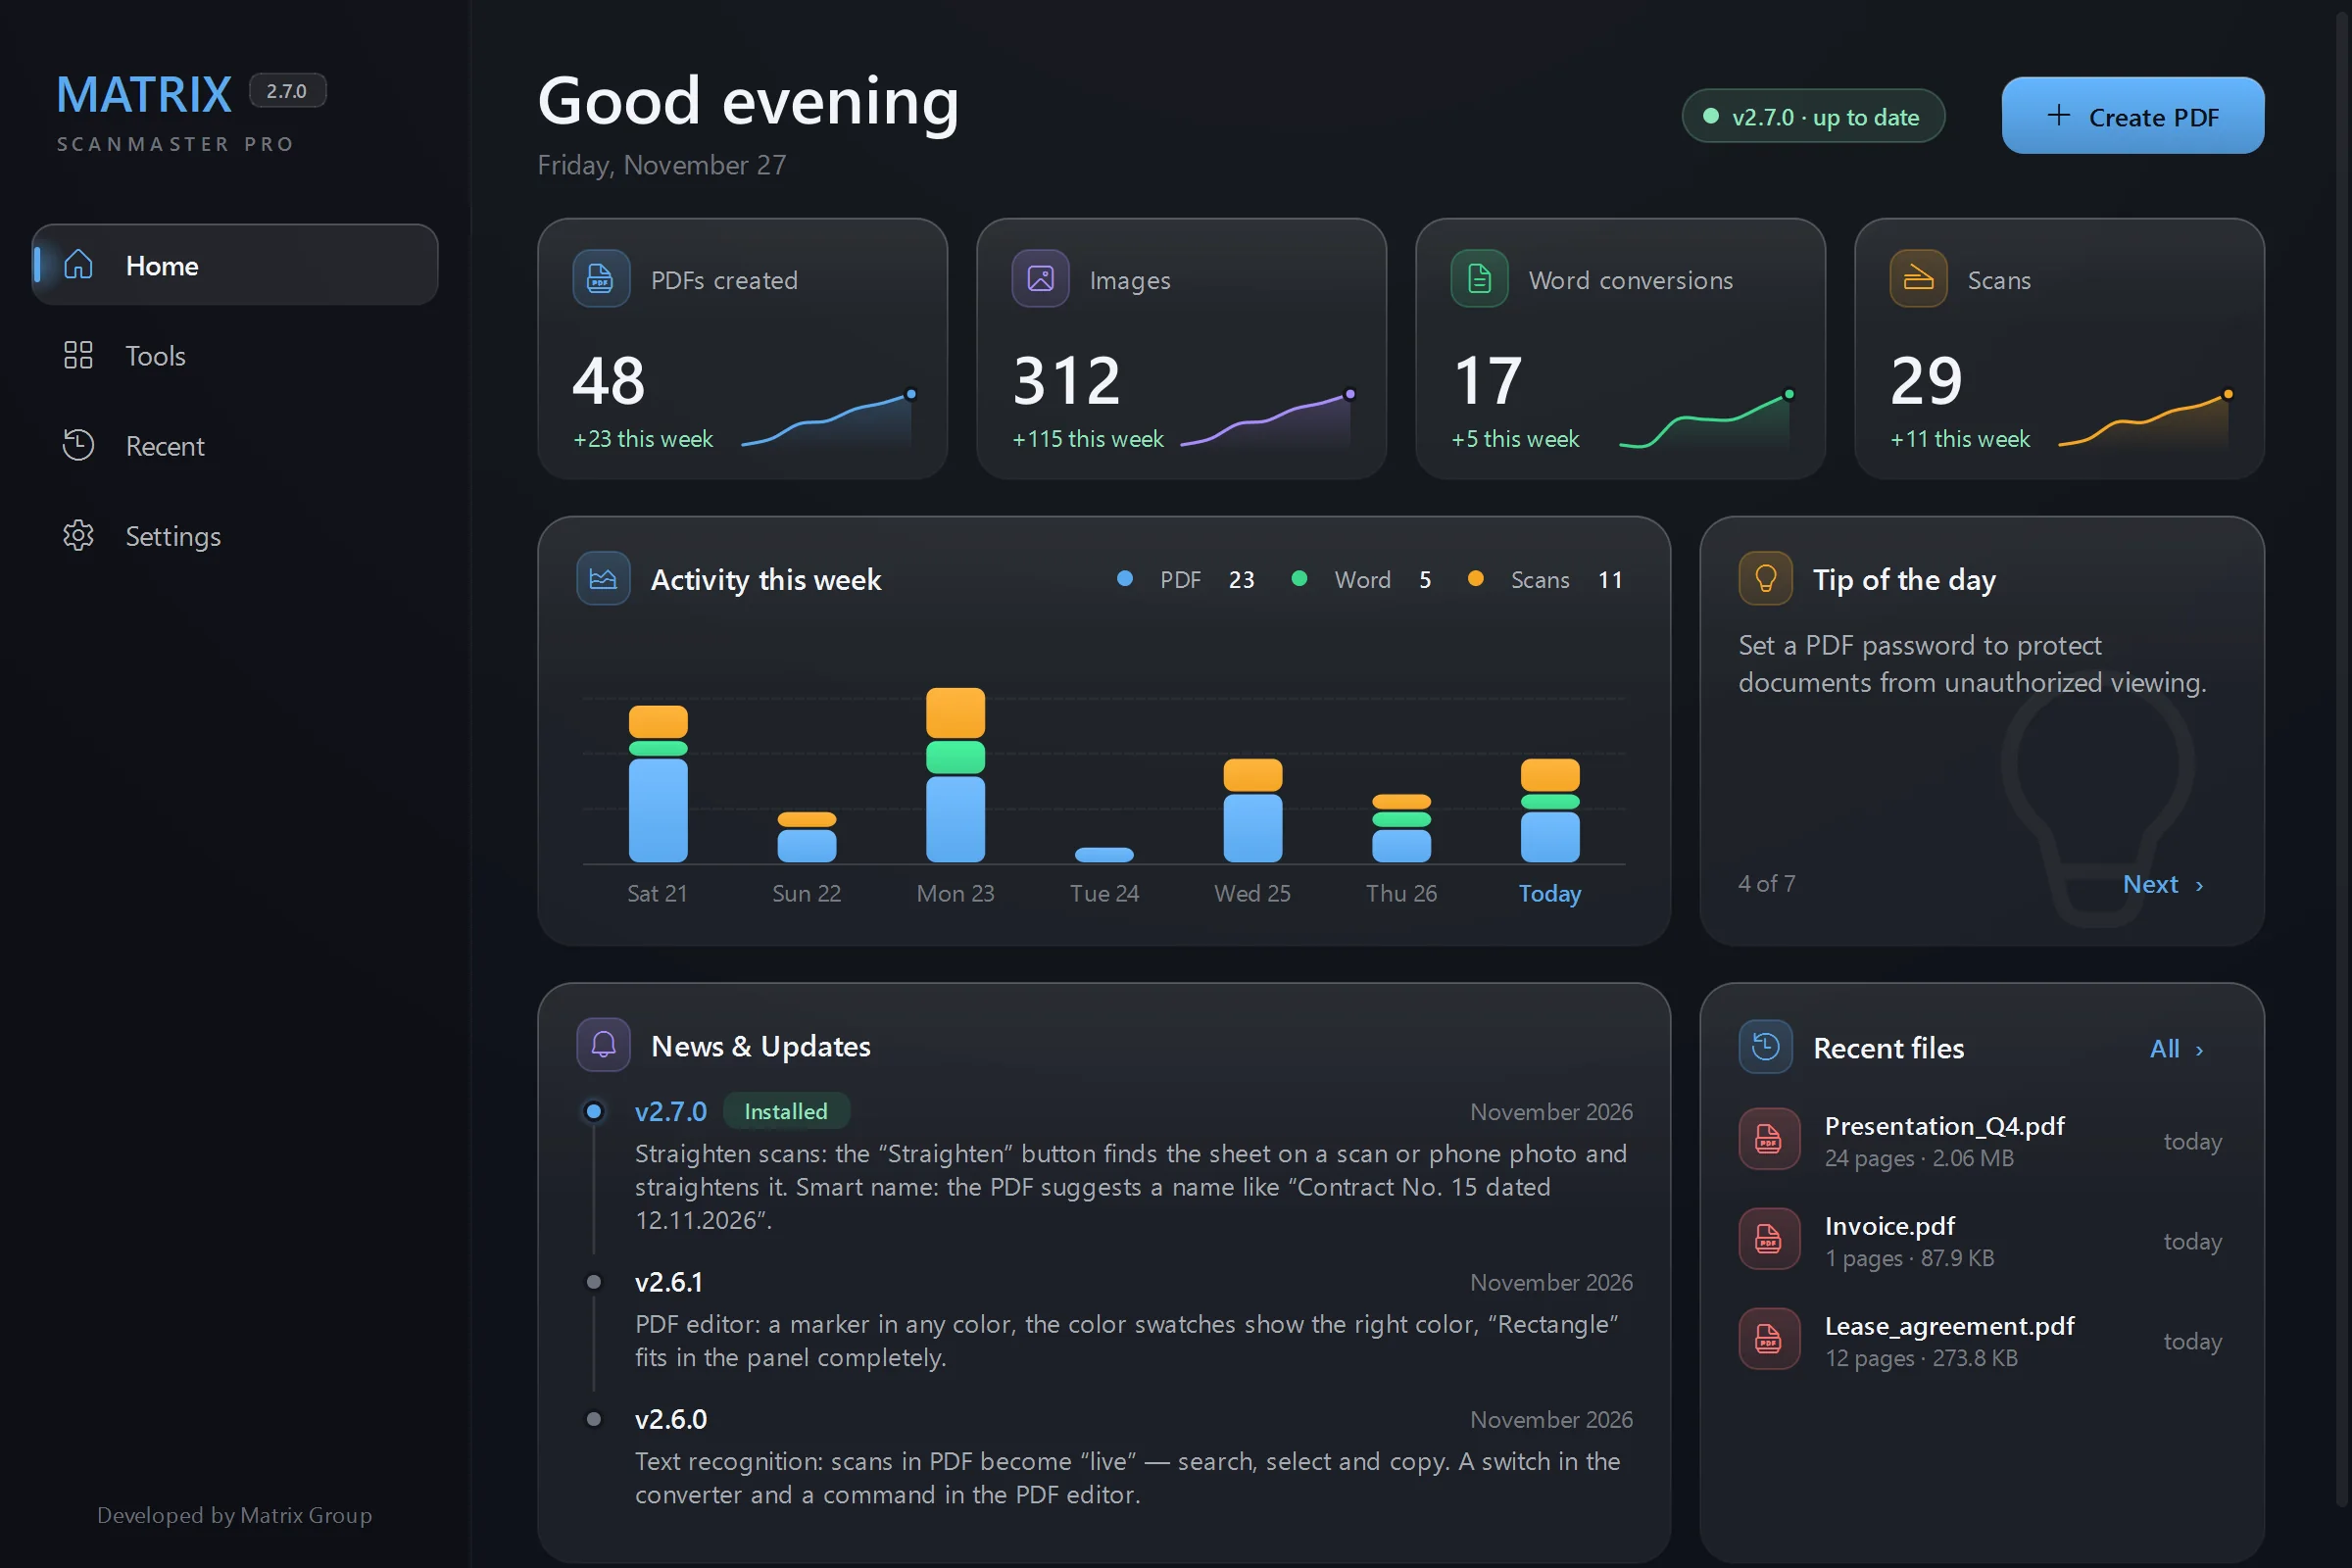 MATRIX 2.7.0
SCANMASTER PRO
Home
Tools
Recent
Settings
Developed by Matrix Group
Good evening
Friday, November 27
v2.7.0 · up to date
+ Create PDF
PDFs created
48
+23 this week
Images
312
+115 this week
Word conversions
17
+5 this week
Scans
29
+11 this week
Activity this week
PDF 23 Word 5 Scans 11
Sat 21 Sun 22 Mon 23 Tue 24 Wed 25 Thu 26 Today
Tip of the day
Set a PDF password to protect
documents from unauthorized viewing.
4 of 7 Next ›
News & Updates
v2.7.0 Installed November 2026
Straighten scans: the “Straighten” button finds the sheet on a scan or phone photo and
straightens it. Smart name: the PDF suggests a name like “Contract No. 15 dated
12.11.2026”.
v2.6.1 November 2026
PDF editor: a marker in any color, the color swatches show the right color, “Rectangle”
fits in the panel completely.
v2.6.0 November 2026
Text recognition: scans in PDF become “live” — search, select and copy. A switch in the
converter and a command in the PDF editor.
Recent files All ›
PDF
Presentation_Q4.pdf
24 pages · 2.06 MB
today
PDF
Invoice.pdf
1 pages · 87.9 KB
today
PDF
Lease_agreement.pdf
12 pages · 273.8 KB
today